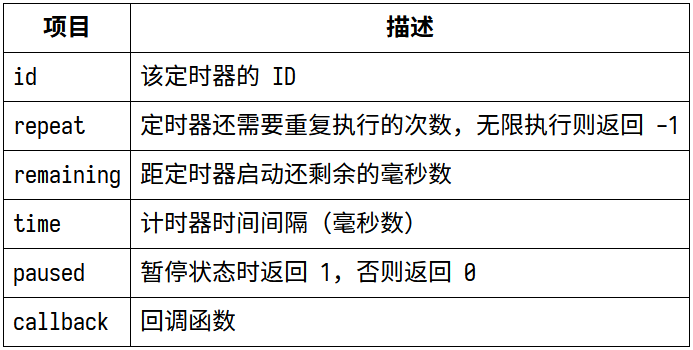 项目 描述
id 该定时器的 ID
repeat 定时器还需要重复执行的次数，无限执行则返回 -1
remaining 距定时器启动还剩余的毫秒数
time 计时器时间间隔（毫秒数）
paused 暂停状态时返回 1，否则返回 0
callback 回调函数